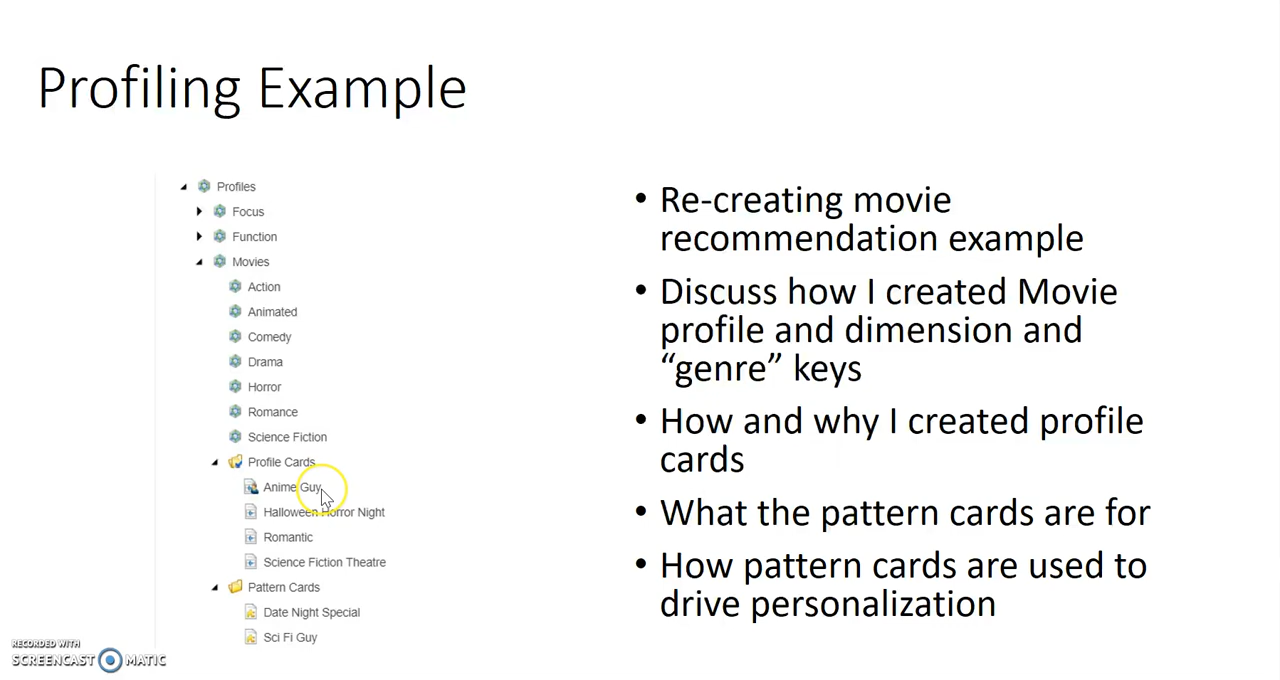 Profiling Example
Profiles
Focus
Function
Movies
Action
Animated
Comedy
Drama
Horror
Romance
Science Fiction
Profile Cards
Anime Guy
Halloween Horror Night
Romantic
Science Fiction Theatre
Pattern Cards
Date Night Special
Sci Fi Guy
• Re-creating movie
recommendation example
• Discuss how I created Movie
profile and dimension and
“genre” keys
• How and why I created profile
cards
• What the pattern cards are for
• How pattern cards are used to
drive personalization
RECORDED WITH
SCREENCAST MATIC